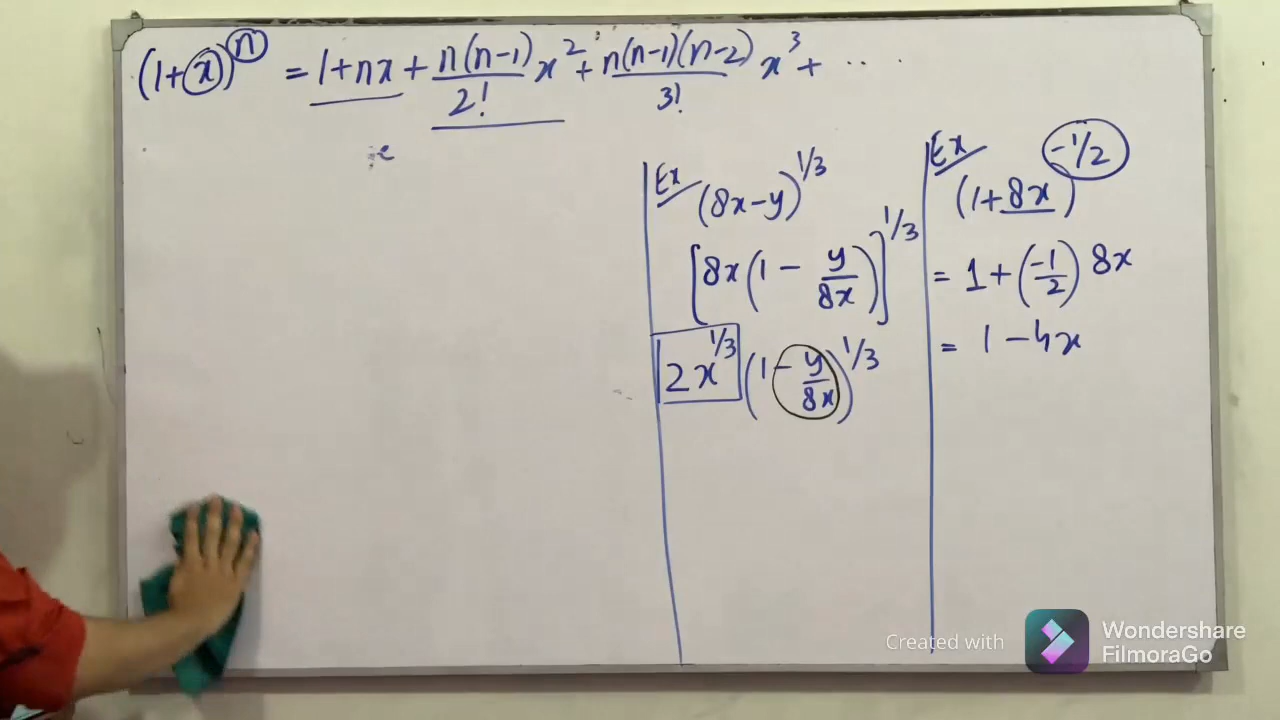 (1+x)^n = 1+nx + n(n-1)/2! x^2 + n(n-1)(n-2)/3! x^3 + ....
Ex
(8x-y)^1/3
[8x(1 - y/8x)]^1/3
2x^1/3 (1 - y/8x)^1/3
Ex
(1+8x)^-1/2
= 1+(-1/2) 8x
= 1 - 4x
Created with
Wondershare
FilmoraGo